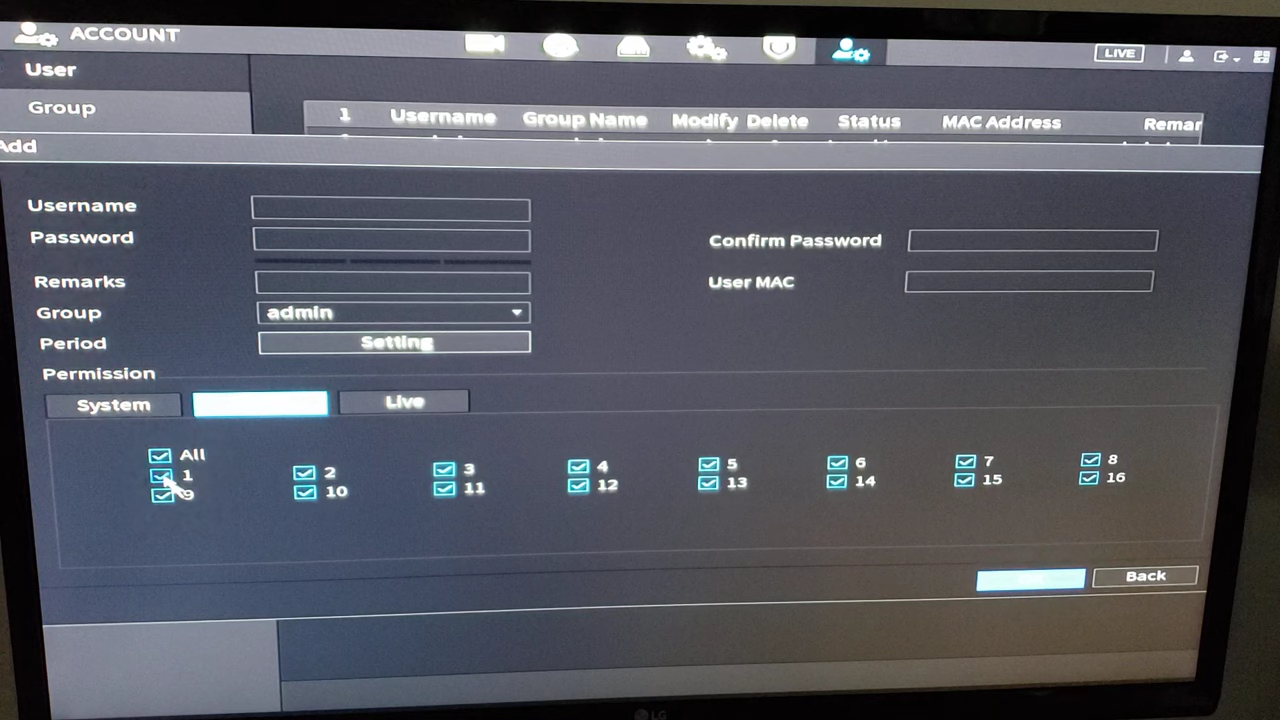 ACCOUNT
LIVE
User
Group
1 Username Group Name Modify Delete Status MAC Address Remar
Add
Username
Password
Confirm Password
Remarks
User MAC
Group admin
Period Setting
Permission
System
Live
All
1 2 3 4 5 6 7 8
9 10 11 12 13 14 15 16
Back
LG